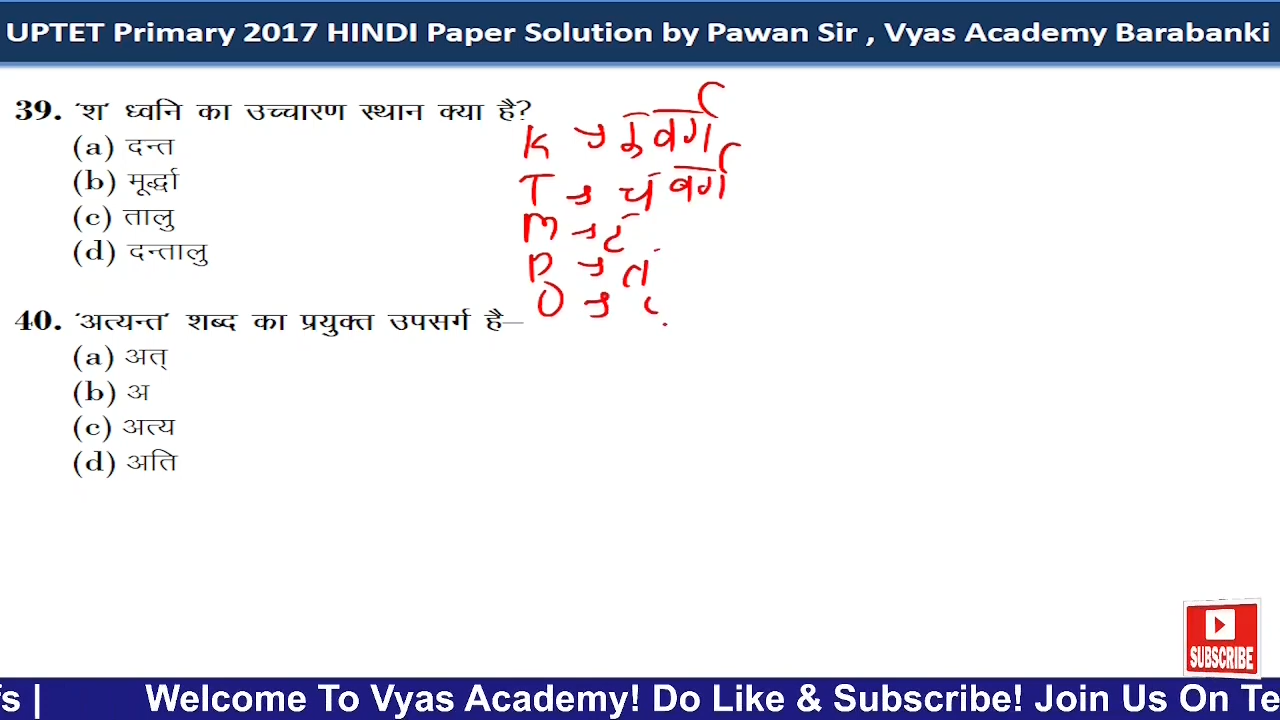 UPTET Primary 2017 HINDI Paper Solution by Pawan Sir , Vyas Academy Barabanki
39. 'श' ध्वनि का उच्चारण स्थान क्या है?
(a) दन्त
(b) मूर्द्धा
(c) तालु
(d) दन्तालु
K → क वर्ग
T → च वर्ग
M → ट
D → त
O →
40. 'अत्यन्त' शब्द का प्रयुक्त उपसर्ग है–
(a) अत्
(b) अ
(c) अत्य
(d) अति
SUBSCRIBE
fs | Welcome To Vyas Academy! Do Like & Subscribe! Join Us On Te